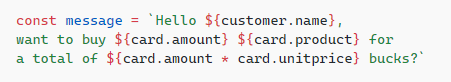 const message = `Hello ${customer.name},
want to buy ${card.amount} ${card.product} for
a total of ${card.amount * card.unitprice} bucks?`